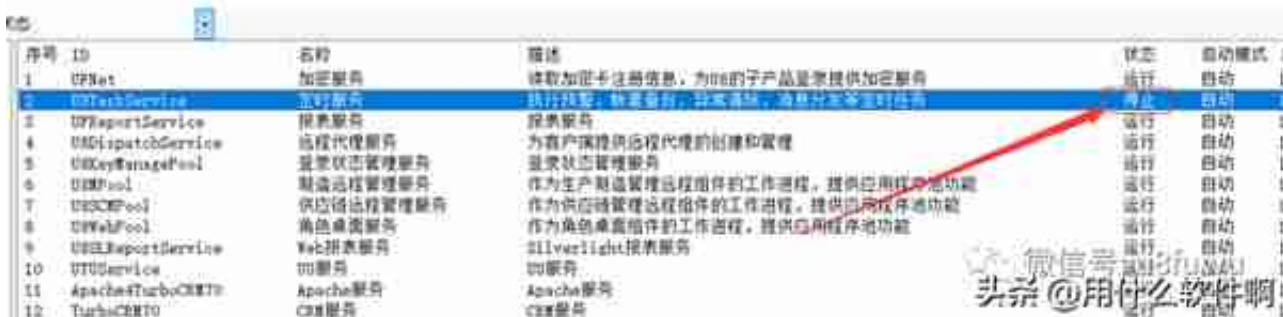 状态
序号 ID 名称 描述 状态 启动模式
1 UFNet 加密服务 读取加密卡注册信息，为U8的子产品登录提供加密服务 运行 自动
2 U8TaskService 定时服务 执行预警，数据整合，异常清除，消息分发等定时任务 停止 自动
3 UFReportService 报表服务 报表服务 运行 自动
4 U8DispatchService 远程代理服务 为客户端提供远程代理的创建和管理 运行 自动
5 U8KeyManagePool 登录状态管理服务 登录状态管理服务 运行 自动
6 U8MPool 制造远程管理服务 作为生产制造管理远程组件的工作进程，提供应用程序池功能 运行 自动
7 U8SCMPool 供应链远程管理服务 作为供应链管理远程组件的工作进程，提供应用程序池功能 运行 自动
8 U8WebPool 角色桌面服务 作为角色桌面组件的工作进程，提供应用程序池功能 运行 自动
9 U8SLReportService Web报表服务 Silverlight报表服务 运行 自动
10 UTUService UU服务 UU服务
11 Apache4TurboCRM70 Apache服务 Apache服务
12 TurboCRM70 CRM服务 CRM服务
微信号
头条 @用什么软件啊